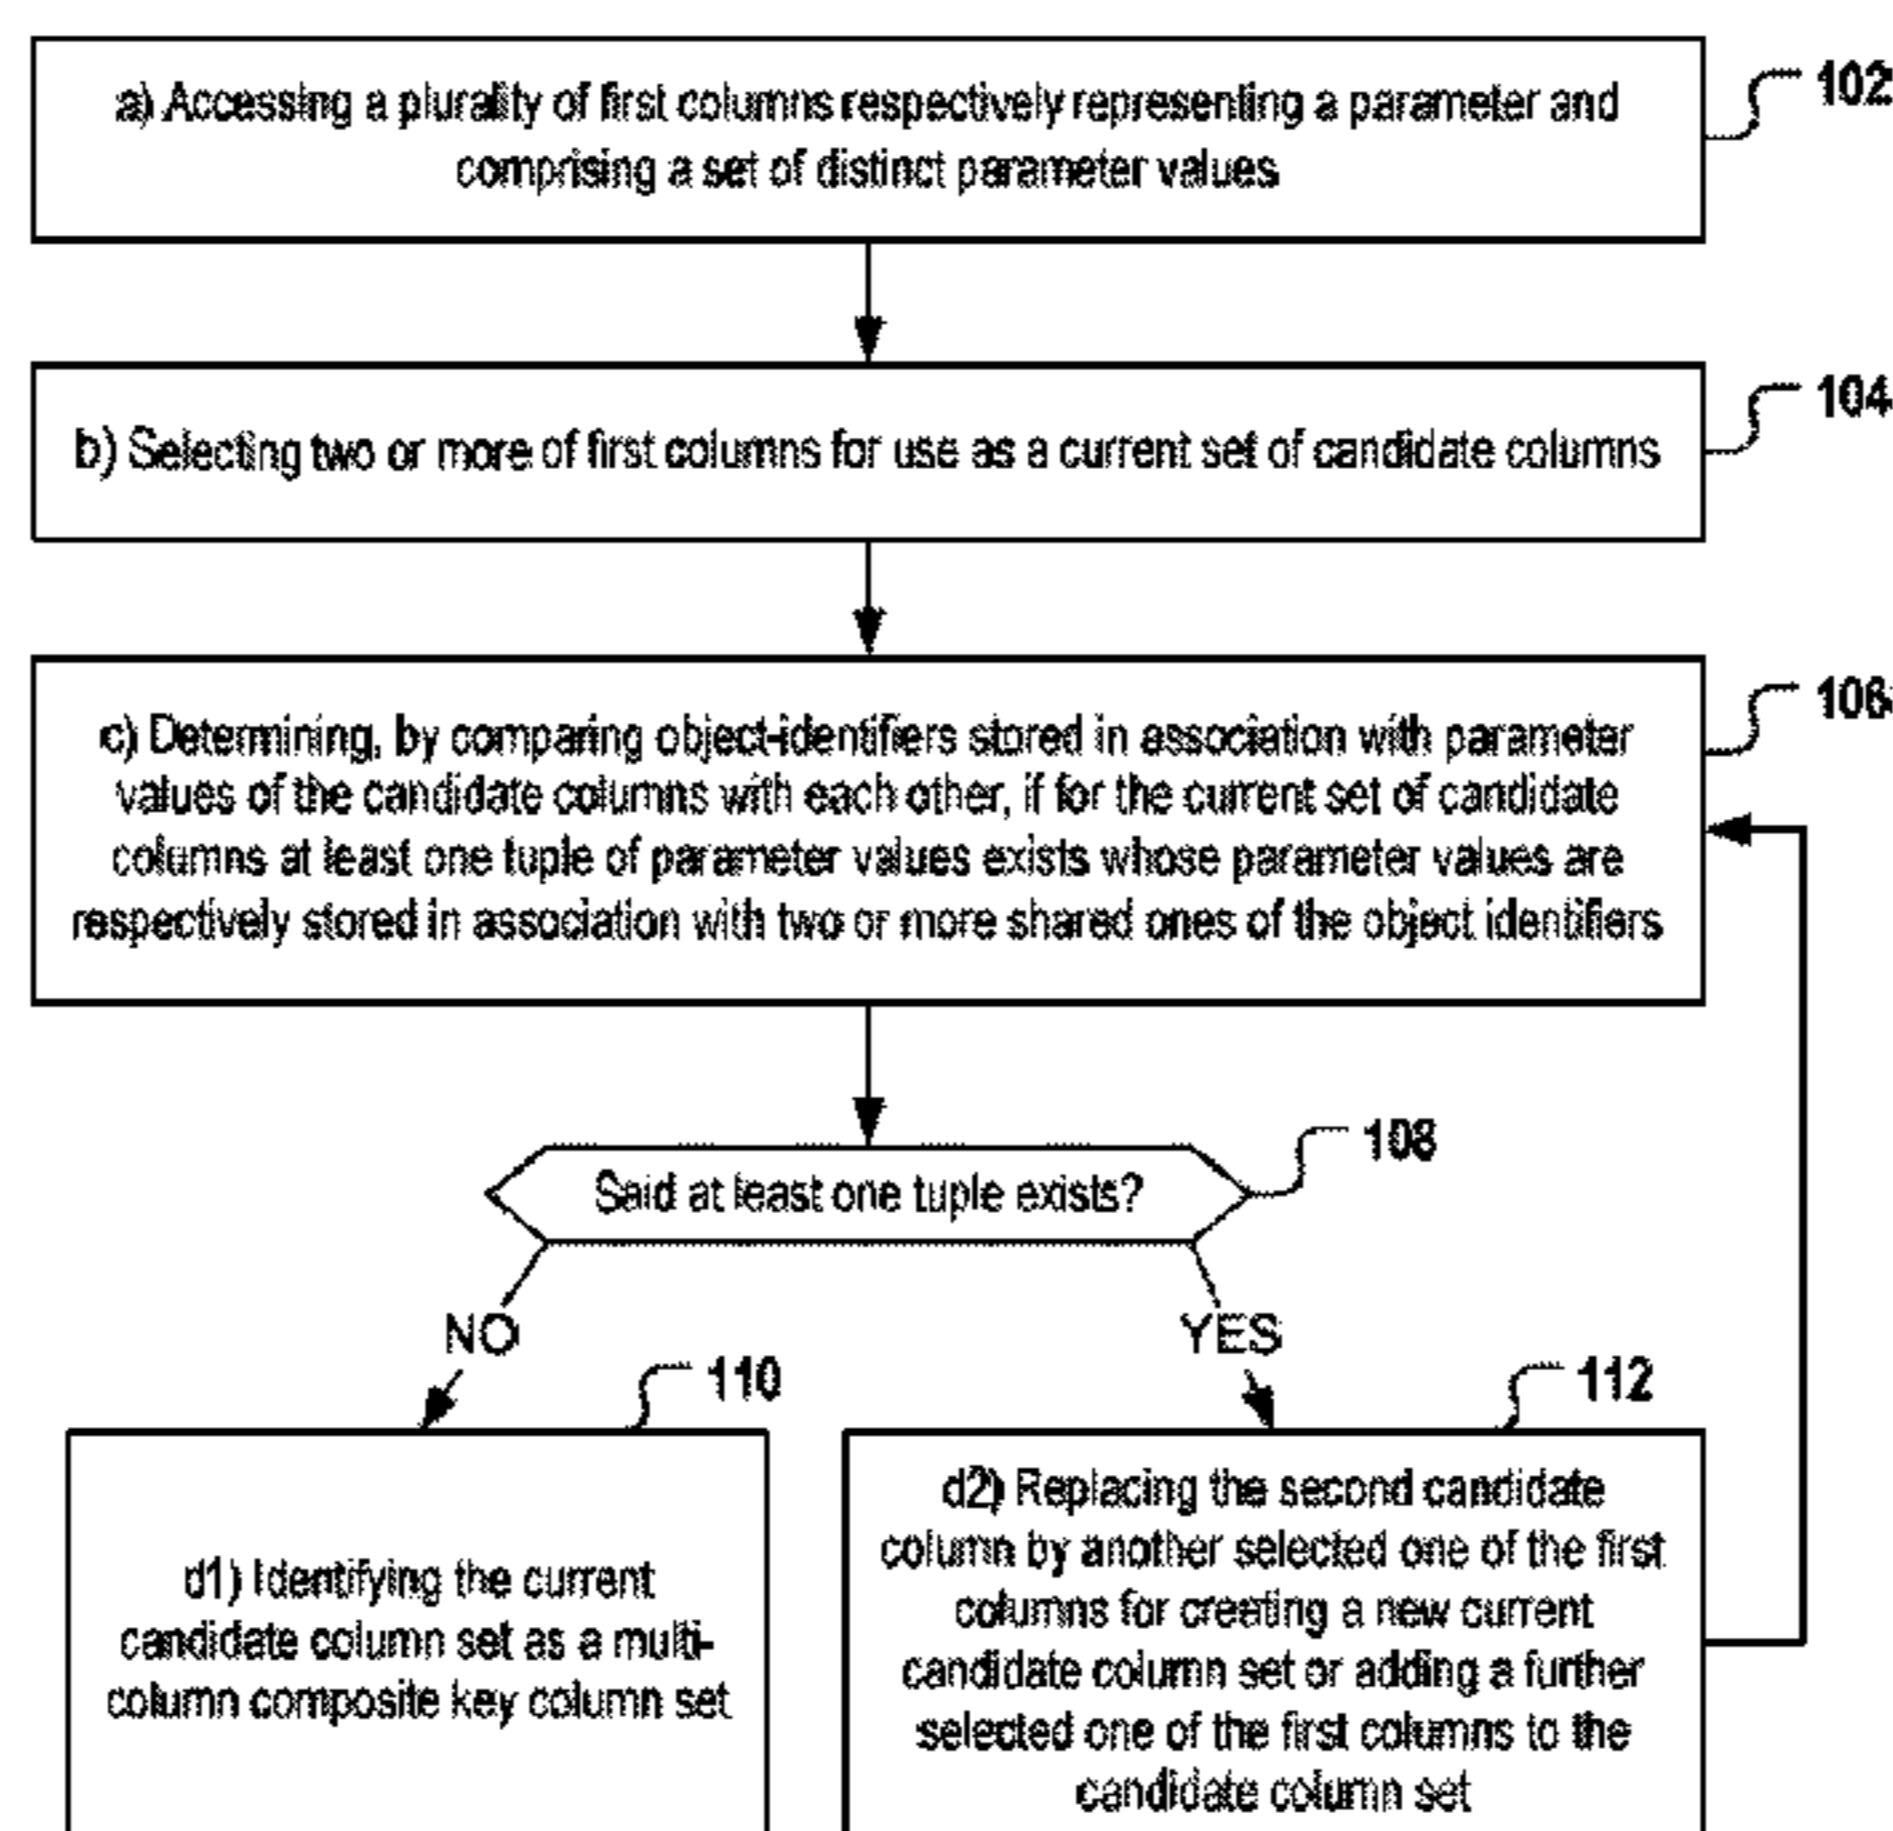 a) Accessing a plurality of first columns respectively representing a parameter and
comprising a set of distinct parameter values
102
b) Selecting two or more of first columns for use as a current set of candidate columns
104
c) Determining, by comparing object-identifiers stored in association with parameter
values of the candidate columns with each other, if for the current set of candidate
columns at least one tuple of parameter values exists whose parameter values are
respectively stored in association with two or more shared ones of the object identifiers
106
Said at least one tuple exists?
108
NO
YES
110
112
d1) Identifying the current
candidate column set as a multi-
column composite key column set
d2) Replacing the second candidate
column by another selected one of the first
columns for creating a new current
candidate column set or adding a further
selected one of the first columns to the
candidate column set